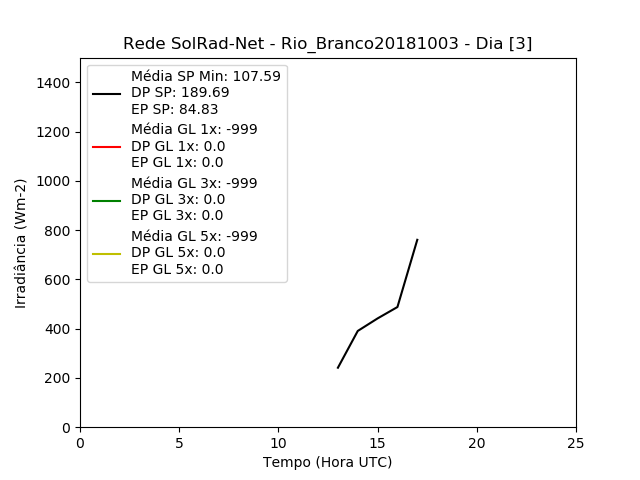 Rede SolRad-Net - Rio_Branco20181003 - Dia [3]
Média SP Min: 107.59
DP SP: 189.69
EP SP: 84.83
Média GL 1x: -999
DP GL 1x: 0.0
EP GL 1x: 0.0
Média GL 3x: -999
DP GL 3x: 0.0
EP GL 3x: 0.0
Média GL 5x: -999
DP GL 5x: 0.0
EP GL 5x: 0.0
1400
1200
1000
800
600
400
200
0
Irradiância (Wm-2)
0 5 10 15 20 25
Tempo (Hora UTC)